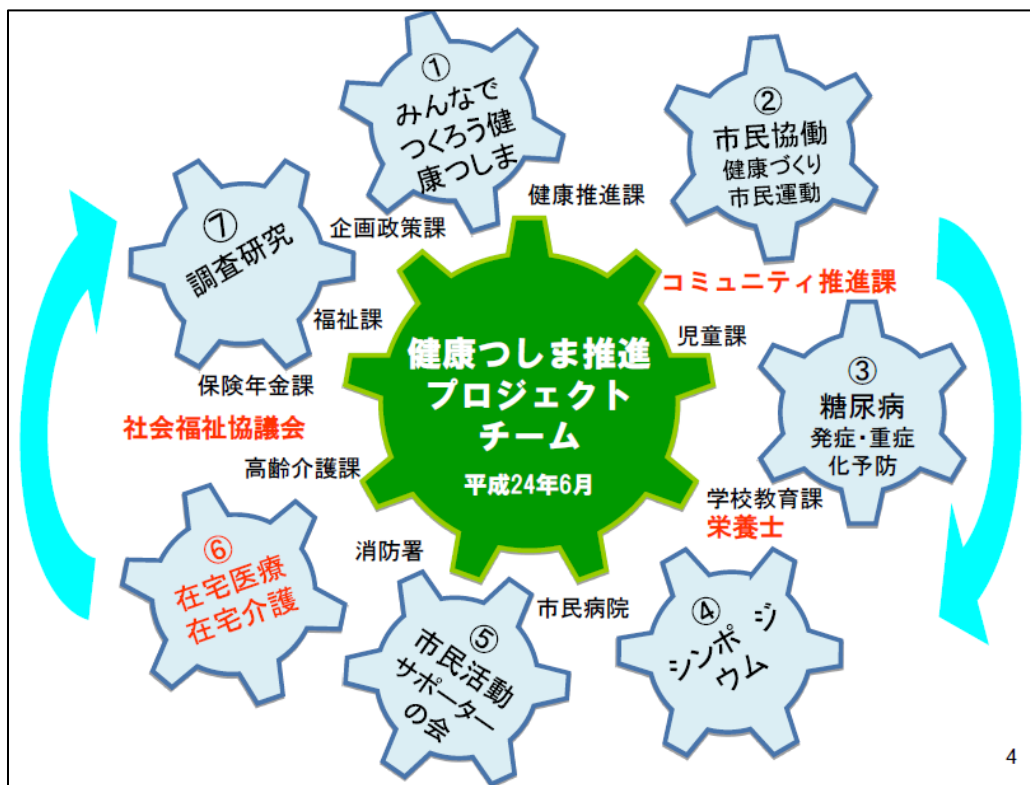 ①
みんなで
つくろう健
康つしま
②
市民協働
健康づくり
市民運動
健康推進課
企画政策課
⑦
調査研究
コミュニティ推進課
福祉課
児童課
健康つしま推進
プロジェクト
チーム
平成24年6月
③
糖尿病
発症・重症
化予防
保険年金課
社会福祉協議会
高齢介護課
学校教育課
栄養士
⑥
在宅医療
在宅介護
消防署
市民病院
⑤
市民活動
サポーター
の会
④
シンポジ
ウム
4